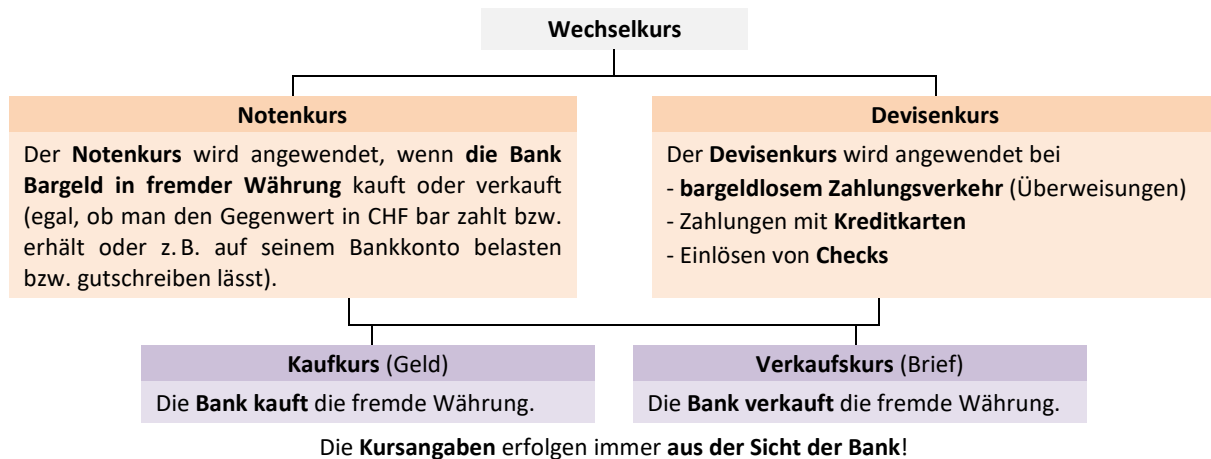 Wechselkurs
Notenkurs
Der Notenkurs wird angewendet, wenn die Bank
Bargeld in fremder Währung kauft oder verkauft
(egal, ob man den Gegenwert in CHF bar zahlt bzw.
erhält oder z. B. auf seinem Bankkonto belasten
bzw. gutschreiben lässt).
Devisenkurs
Der Devisenkurs wird angewendet bei
- bargeldlosem Zahlungsverkehr (Überweisungen)
- Zahlungen mit Kreditkarten
- Einlösen von Checks
Kaufkurs (Geld)
Die Bank kauft die fremde Währung.
Verkaufskurs (Brief)
Die Bank verkauft die fremde Währung.
Die Kursangaben erfolgen immer aus der Sicht der Bank!